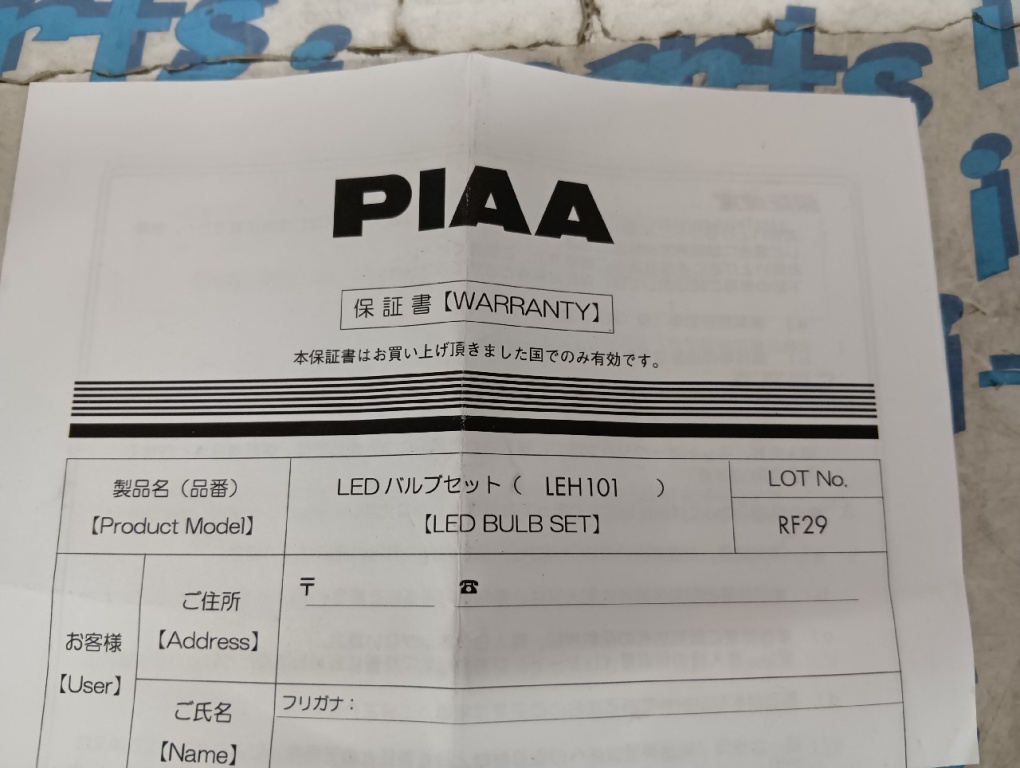 PIAA
保証書【WARRANTY】
本保証書はお買い上げ頂きました国でのみ有効です。
製品名（品番）
【Product Model】
LED バルブセット（ LEH101 ）
【LED BULB SET】
LOT No.
RF29
お客様
【User】
ご住所
【Address】
〒 ☎
ご氏名
【Name】
フリガナ：